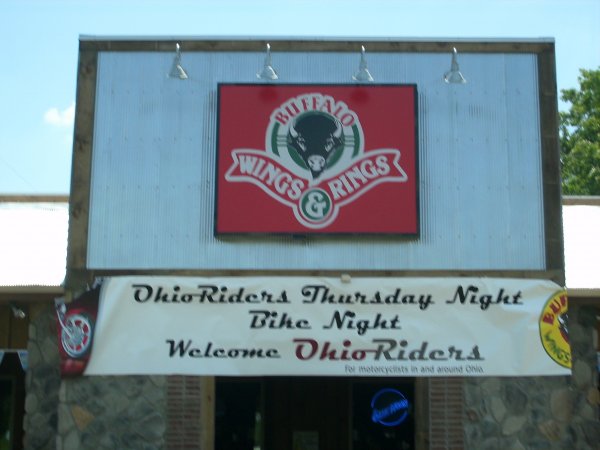 BUFFALO
WINGS & RINGS
OhioRiders Thursday Night
Bike Night
Welcome OhioRiders
For motorcyclists in and around Ohio.